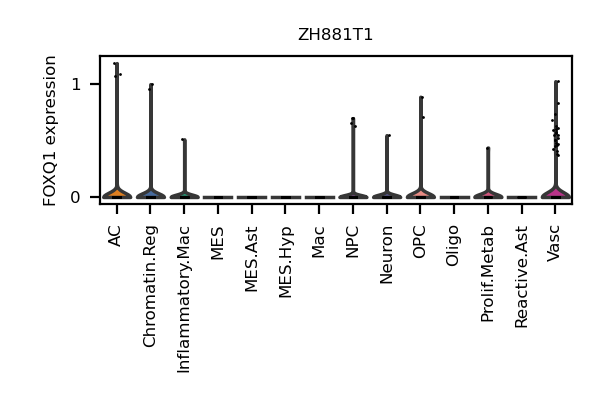 ZH881T1
FOXQ1 expression
1
0
AC
Chromatin.Reg
Inflammatory.Mac
MES
MES.Ast
MES.Hyp
Mac
NPC
Neuron
OPC
Oligo
Prolif.Metab
Reactive.Ast
Vasc